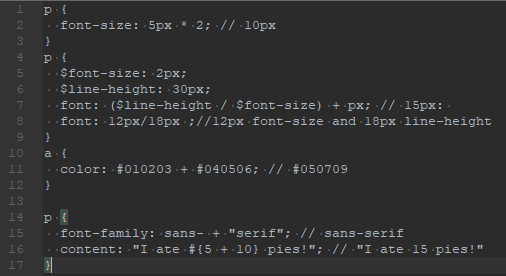 1 p {
2   font-size: 5px * 2; // 10px
3 }
4 p {
5   $font-size: 2px;
6   $line-height: 30px;
7   font: ($line-height / $font-size) + px; // 15px:
8   font: 12px/18px ;//12px font-size and 18px line-height
9 }
10 a {
11   color: #010203 + #040506; // #050709
12 }
13
14 p {
15   font-family: sans- + "serif"; // sans-serif
16   content: "I ate #{5 + 10} pies!"; // "I ate 15 pies!"
17 }